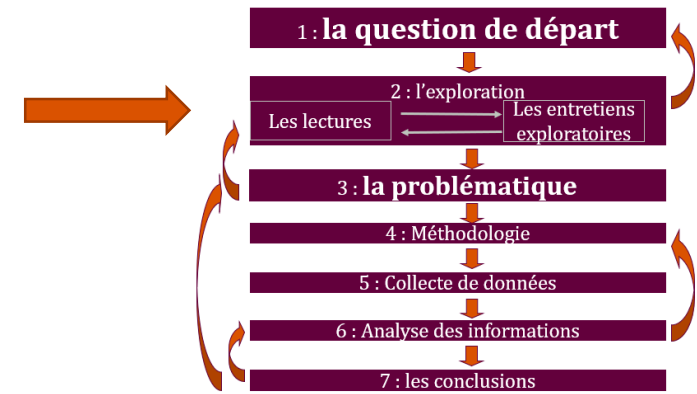 1 : la question de départ
2 : l’exploration
Les lectures
Les entretiens
exploratoires
3 : la problématique
4 : Méthodologie
5 : Collecte de données
6 : Analyse des informations
7 : les conclusions